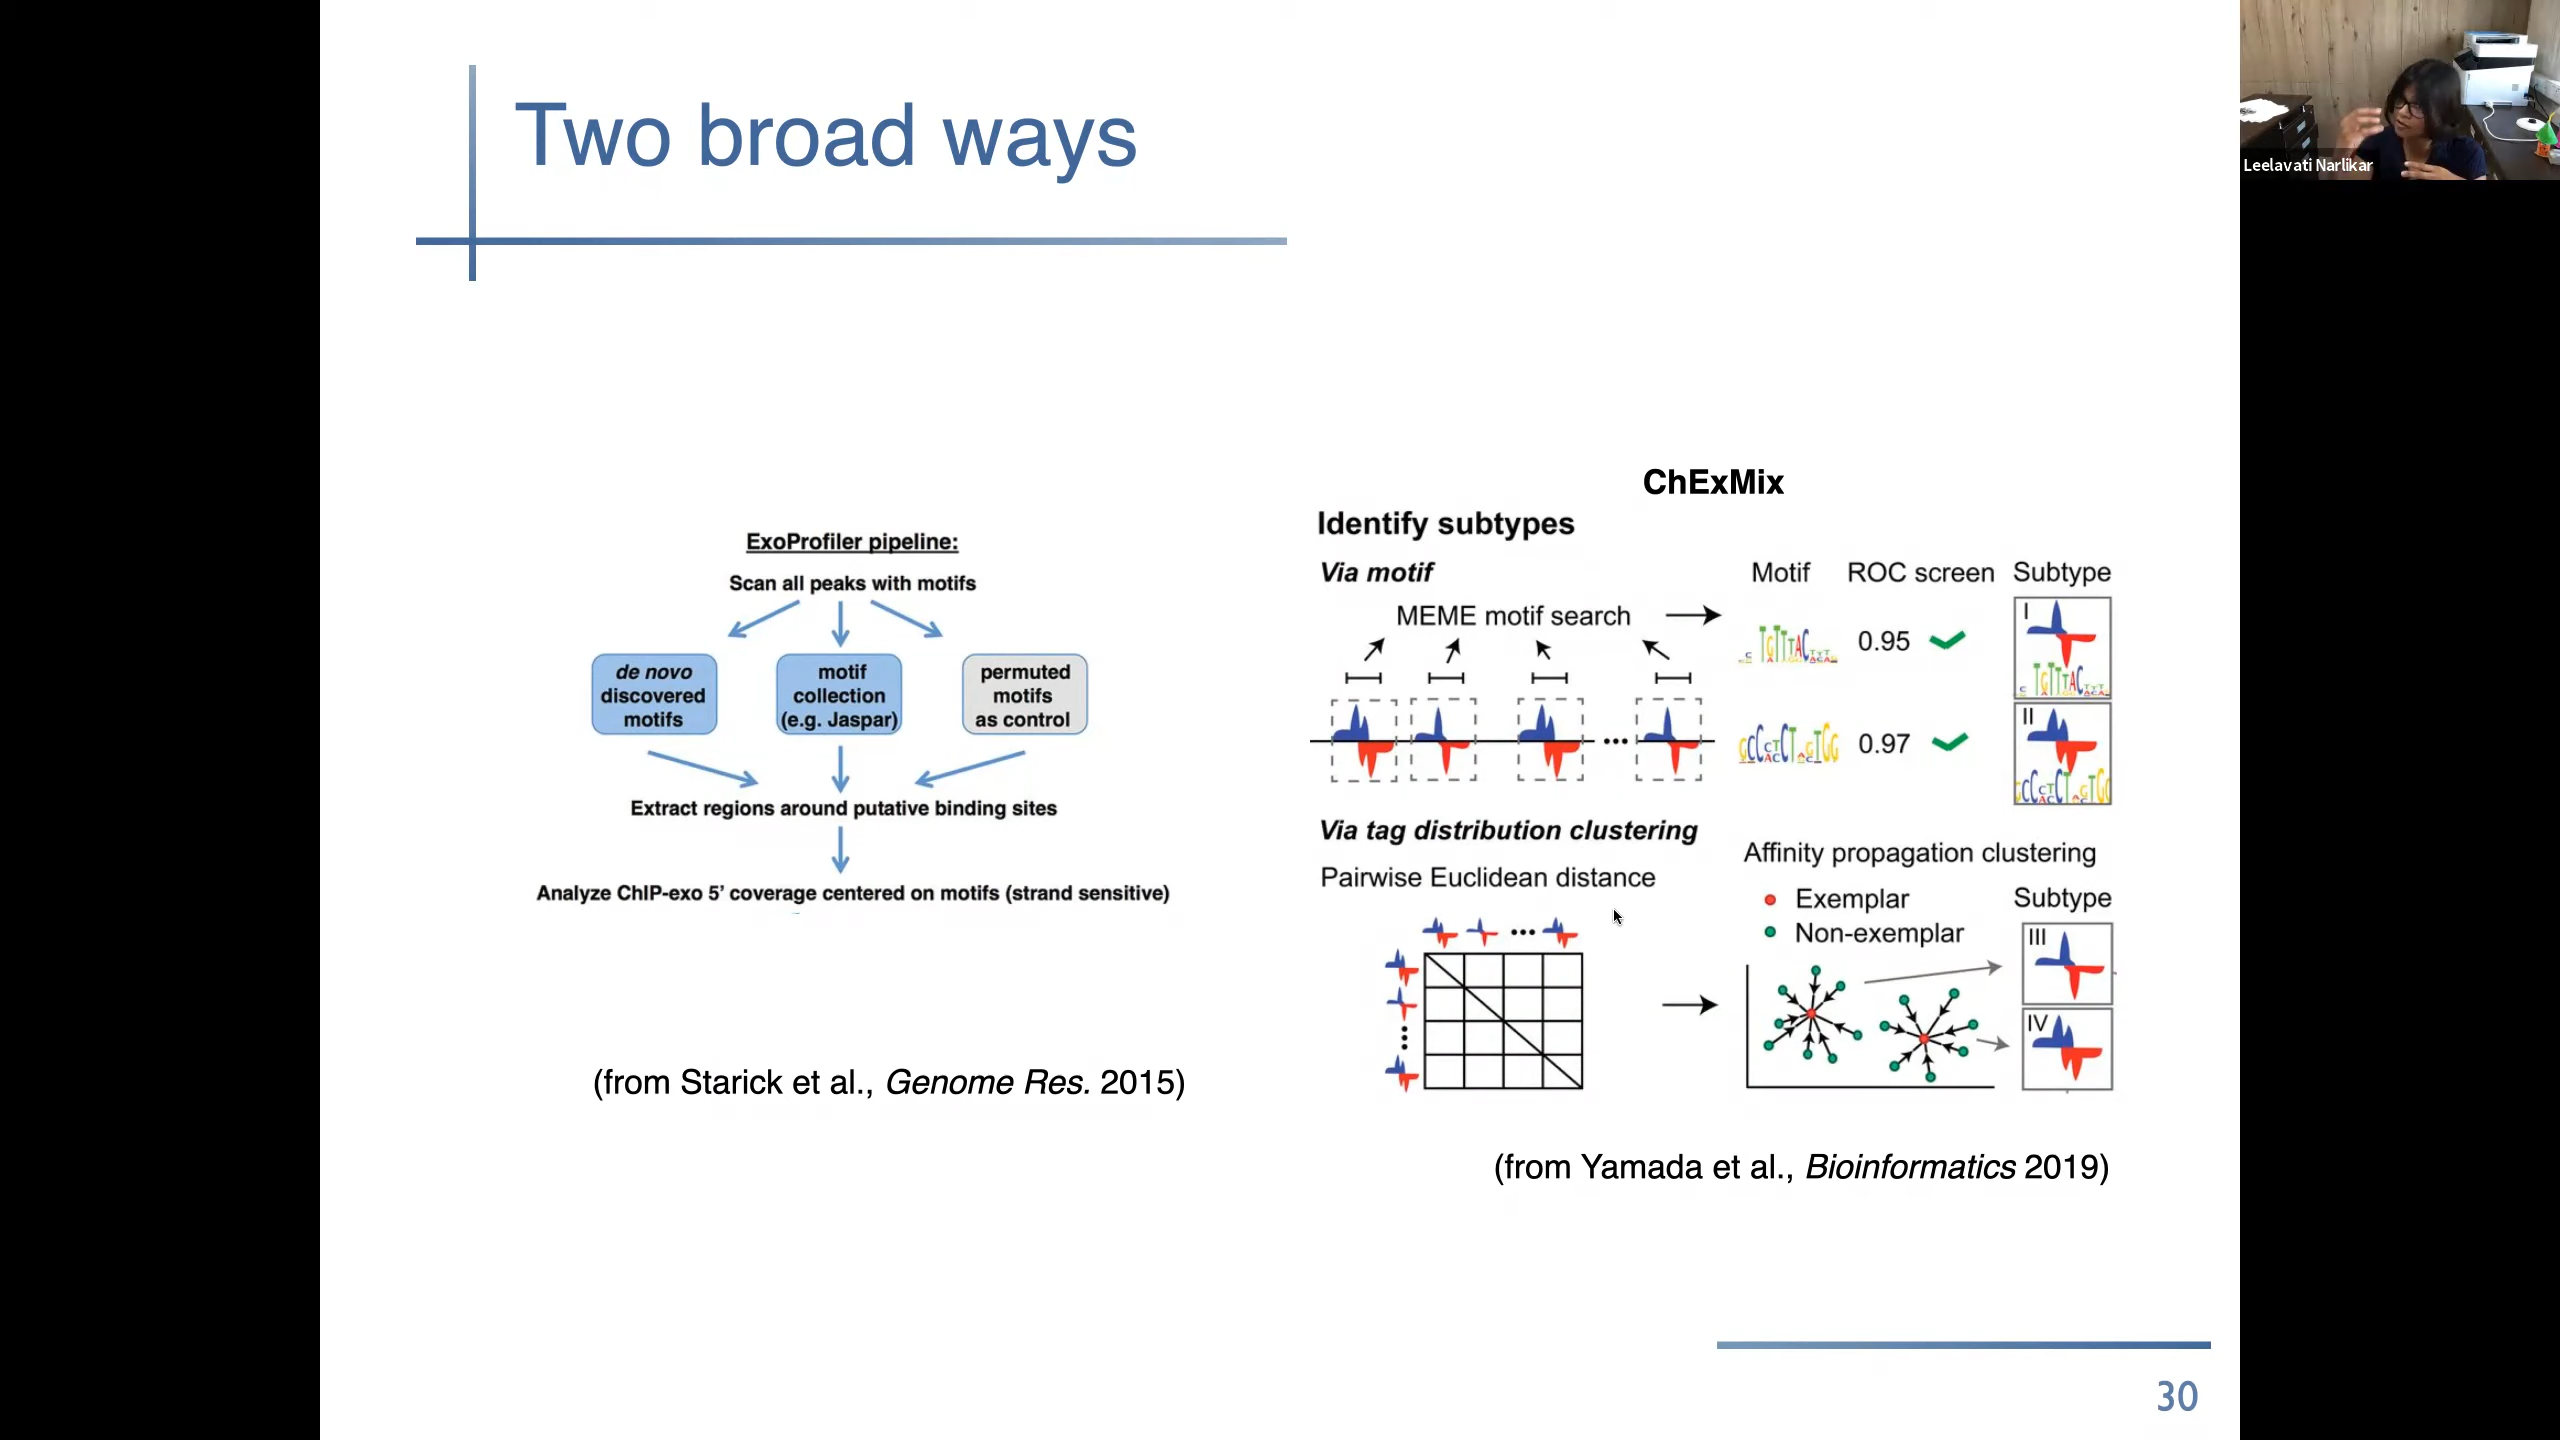 Two broad ways
Leelavati Narlikar
ExoProfiler pipeline:
Scan all peaks with motifs
de novo
discovered
motifs
motif
collection
(e.g. Jaspar)
permuted
motifs
as control
Extract regions around putative binding sites
Analyze ChIP-exo 5’ coverage centered on motifs (strand sensitive)
(from Starick et al., Genome Res. 2015)
ChExMix
Identify subtypes
Via motif
MEME motif search
Motif
ROC screen
Subtype
0.95
I
0.97
II
Via tag distribution clustering
Pairwise Euclidean distance
Affinity propagation clustering
Exemplar
Non-exemplar
Subtype
III
IV
(from Yamada et al., Bioinformatics 2019)
30